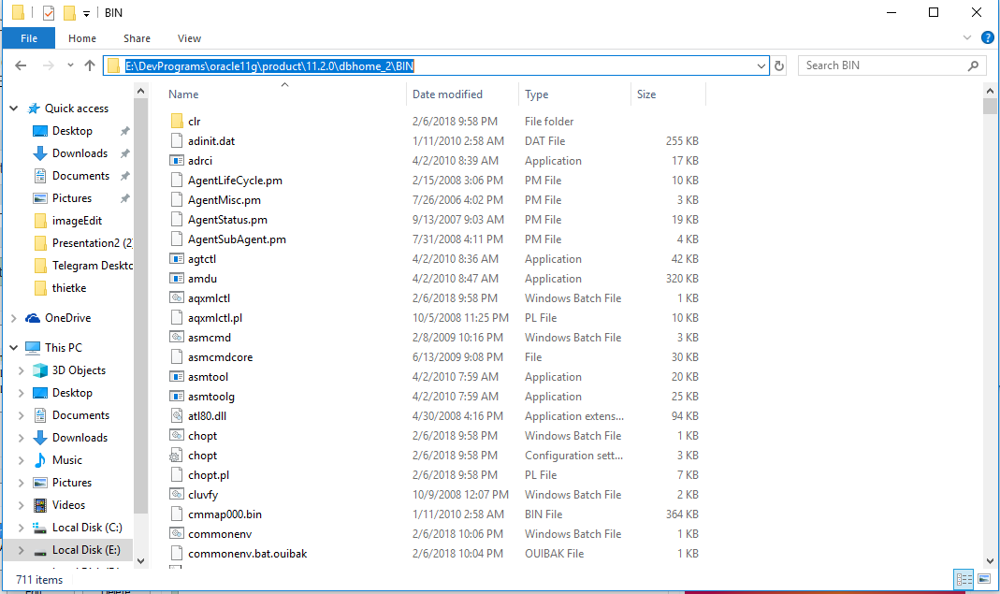 BIN
File Home Share View
E:\DevPrograms\oracle11g\product\11.2.0\dbhome_2\BIN
Search BIN
Quick access
Desktop
Downloads
Documents
Pictures
imageEdit
Presentation2 (2)
Telegram Deskto
thietke
OneDrive
This PC
3D Objects
Desktop
Documents
Downloads
Music
Pictures
Videos
Local Disk (C:)
Local Disk (E:)
Name Date modified Type Size
clr 2/6/2018 9:58 PM File folder
adinit.dat 1/11/2010 2:58 AM DAT File 255 KB
adrci 4/2/2010 8:39 AM Application 17 KB
AgentLifeCycle.pm 2/15/2008 3:06 PM PM File 10 KB
AgentMisc.pm 7/26/2006 4:02 PM PM File 3 KB
AgentStatus.pm 9/13/2007 9:03 AM PM File 19 KB
AgentSubAgent.pm 7/31/2008 4:11 PM PM File 4 KB
agtctl 4/2/2010 8:36 AM Application 42 KB
amdu 4/2/2010 8:47 AM Application 320 KB
aqxmlctl 2/6/2018 9:58 PM Windows Batch File 1 KB
aqxmlctl.pl 10/5/2008 11:25 PM PL File 10 KB
asmcmd 2/8/2009 10:16 PM Windows Batch File 3 KB
asmcmdcore 6/13/2009 9:08 PM File 30 KB
asmtool 4/2/2010 7:59 AM Application 20 KB
asmtoolg 4/2/2010 7:59 AM Application 25 KB
atl80.dll 4/30/2008 4:16 PM Application extens... 94 KB
chopt 2/6/2018 9:58 PM Windows Batch File 1 KB
chopt 2/6/2018 9:58 PM Configuration sett... 3 KB
chopt.pl 2/6/2018 9:58 PM PL File 7 KB
cluvfy 10/9/2008 12:07 PM Windows Batch File 2 KB
cmmap000.bin 1/11/2010 2:58 AM BIN File 364 KB
commonenv 2/6/2018 10:06 PM Windows Batch File 1 KB
commonenv.bat.ouibak 2/6/2018 10:04 PM OUIBAK File 1 KB
711 items